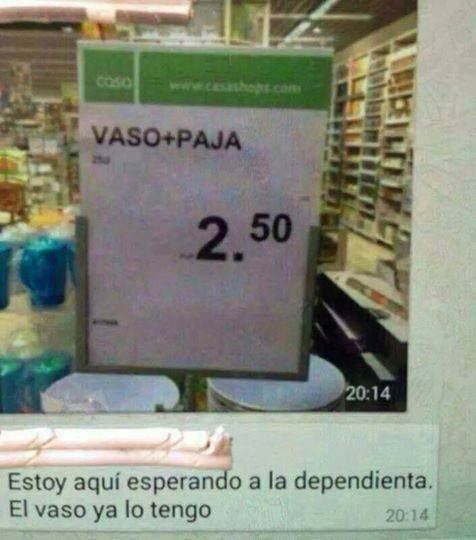 casa
www.casashops.com
VASO+PAJA
2.50
20:14
Estoy aquí esperando a la dependienta.
El vaso ya lo tengo
20:14